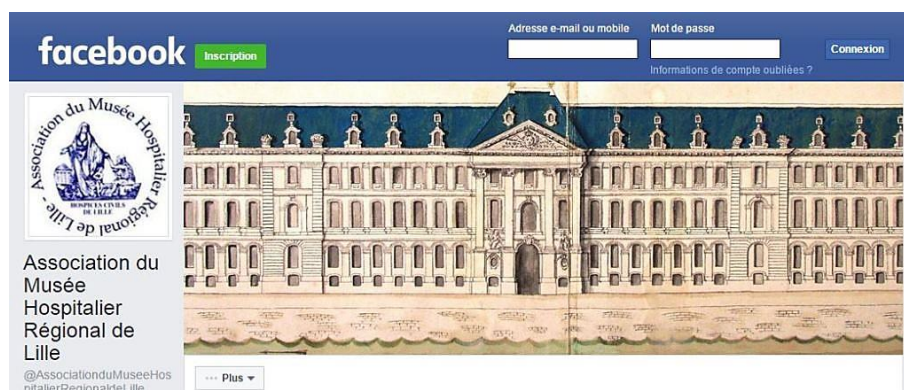 facebook
Inscription
Adresse e-mail ou mobile
Mot de passe
Connexion
Informations de compte oubliées ?
Association du Musée Hospitalier Régional de Lille -
HOSPICES CIVILS
DE LILLE
Association du
Musée
Hospitalier
Régional de
Lille
@AssociationduMuseeHos
pitalierRegionaldeLille
··· Plus